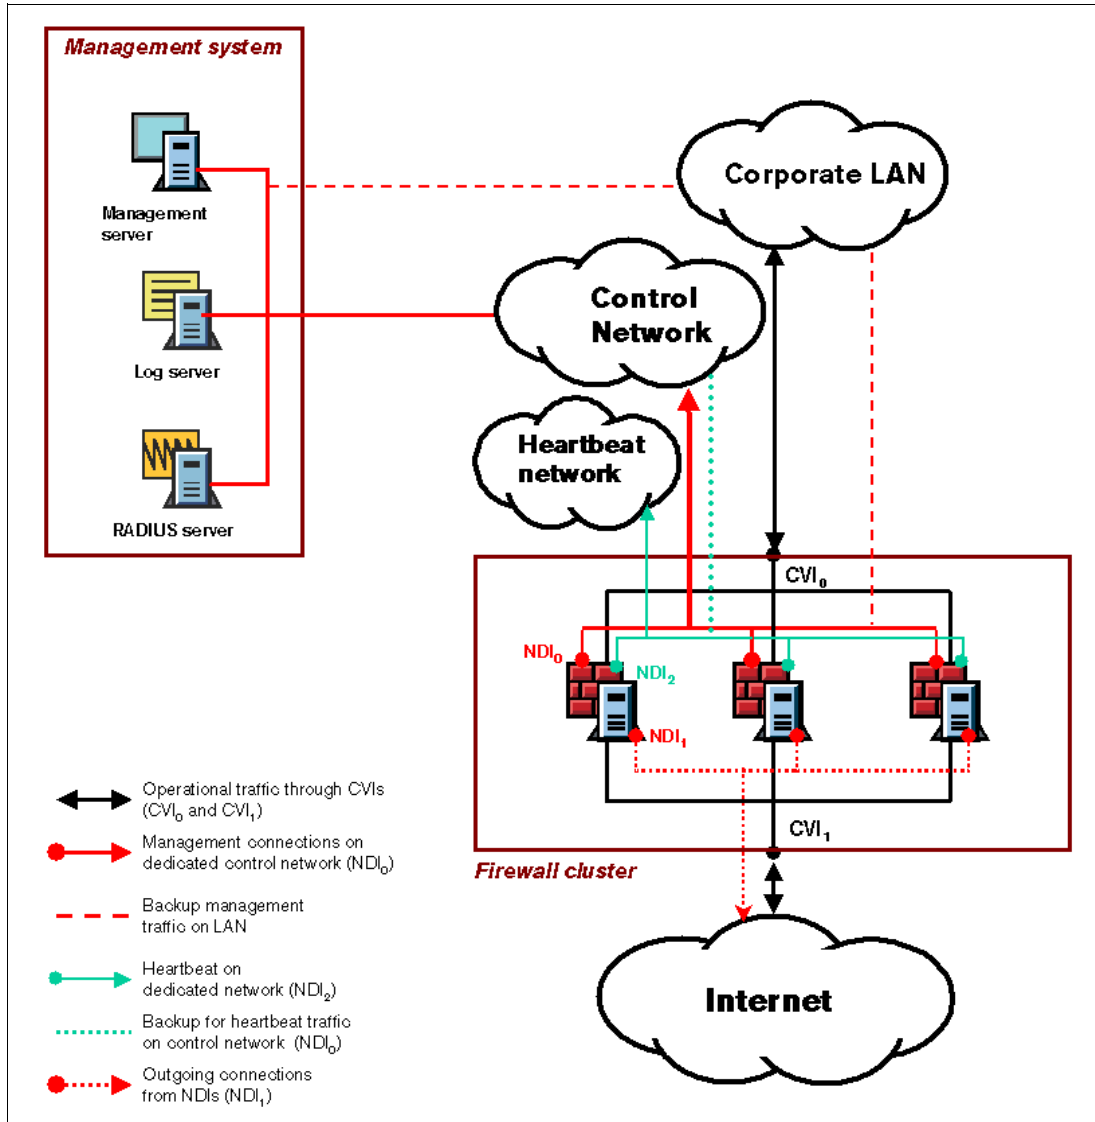 Management system
Management
server
Log server
RADIUS server
Corporate LAN
Control
Network
Heartbeat
network
CVI0
NDI0
NDI2
NDI1
CVI1
Firewall cluster
Internet
Operational traffic through CVIs
(CVI0 and CVI1)
Management connections on
dedicated control network (NDI0)
Backup management
traffic on LAN
Heartbeat on
dedicated network (NDI2)
Backup for heartbeat traffic
on control network (NDI0)
Outgoing connections
from NDIs (NDI1)